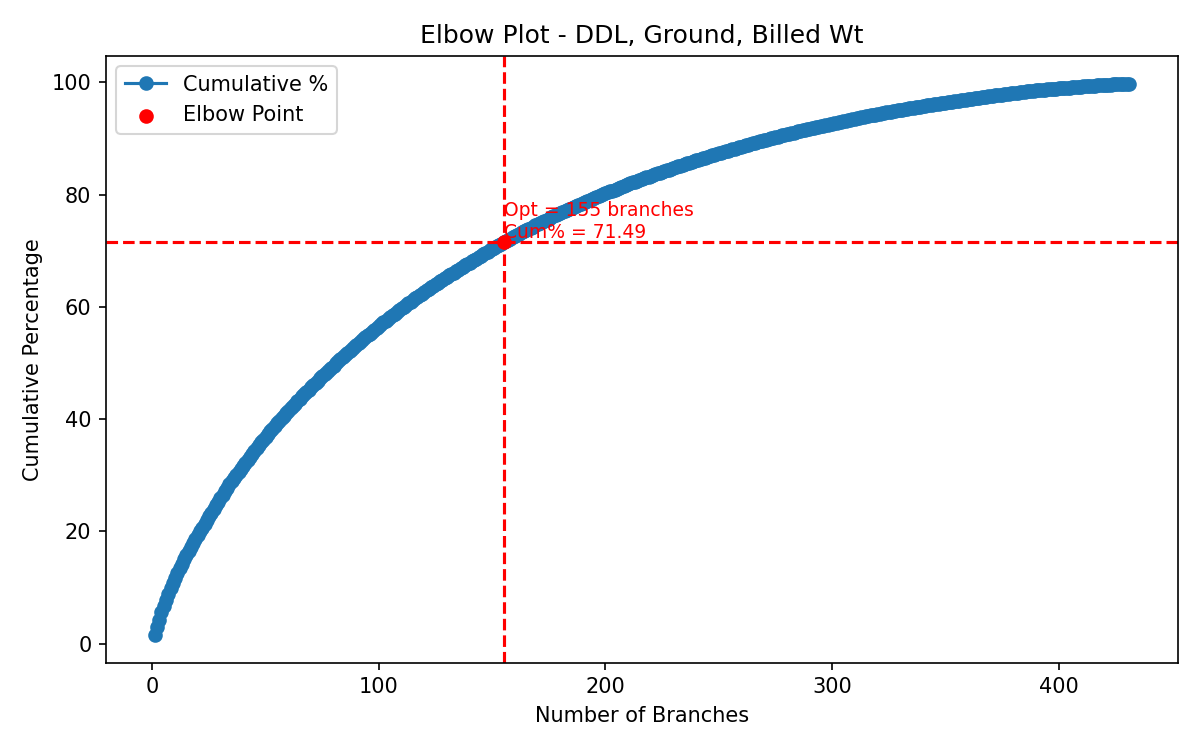 Elbow Plot - DDL, Ground, Billed Wt
Cumulative %
Elbow Point
Opt = 155 branches
Cum% = 71.49
Cumulative Percentage
100
80
60
40
20
0
0 100 200 300 400
Number of Branches